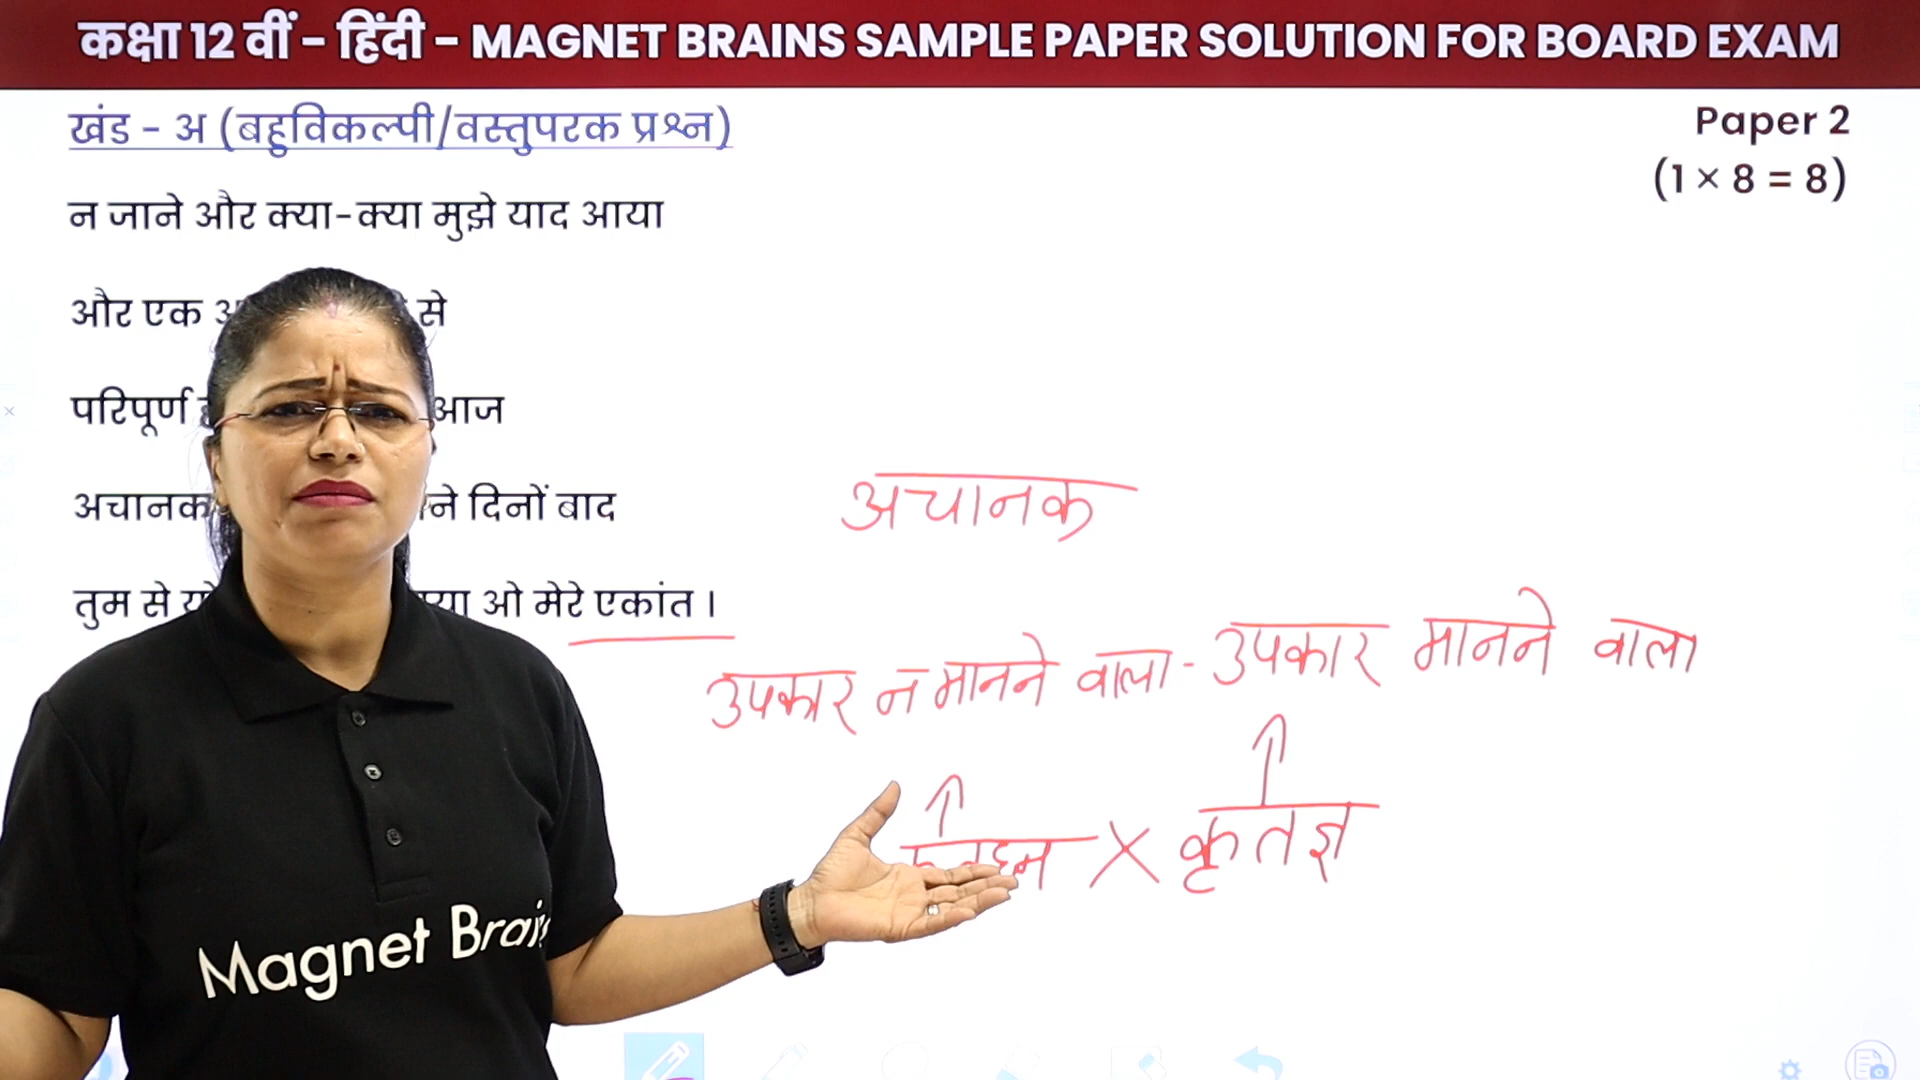 कक्षा 12 वीं - हिंदी - MAGNET BRAINS SAMPLE PAPER SOLUTION FOR BOARD EXAM
खंड - अ (बहुविकल्पी/वस्तुपरक प्रश्न)
Paper 2
(1 × 8 = 8)
न जाने और क्या-क्या मुझे याद आया
और एक से
परिपूर्ण आज
अचानक दिनों बाद
तुम से ओ मेरे एकांत ।
अचानक
उपकार न मानने वाला - उपकार मानने वाला
× कृतज्ञ
Magnet